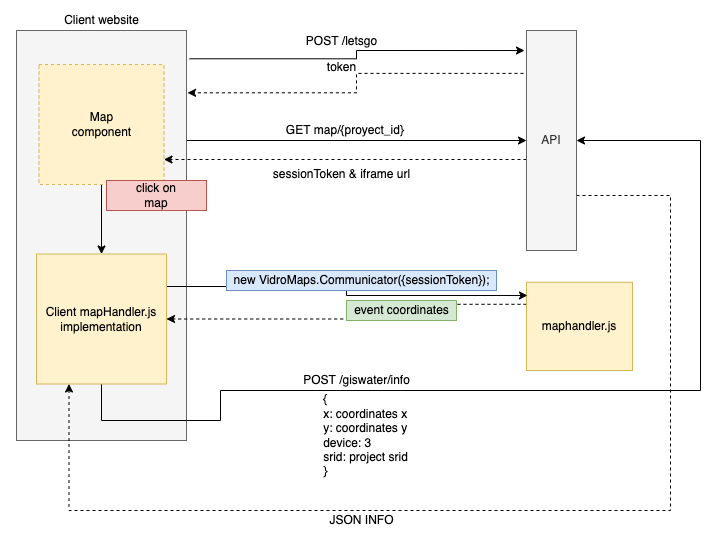 Client website
POST /letsgo
token
Map
component
GET map/{proyect_id}
API
sessionToken & iframe url
click on
map
new VidroMaps.Communicator({sessionToken});
Client mapHandler.js
implementation
event coordinates
maphandler.js
POST /giswater/info
{
x: coordinates x
y: coordinates y
device: 3
srid: project srid
}
JSON INFO